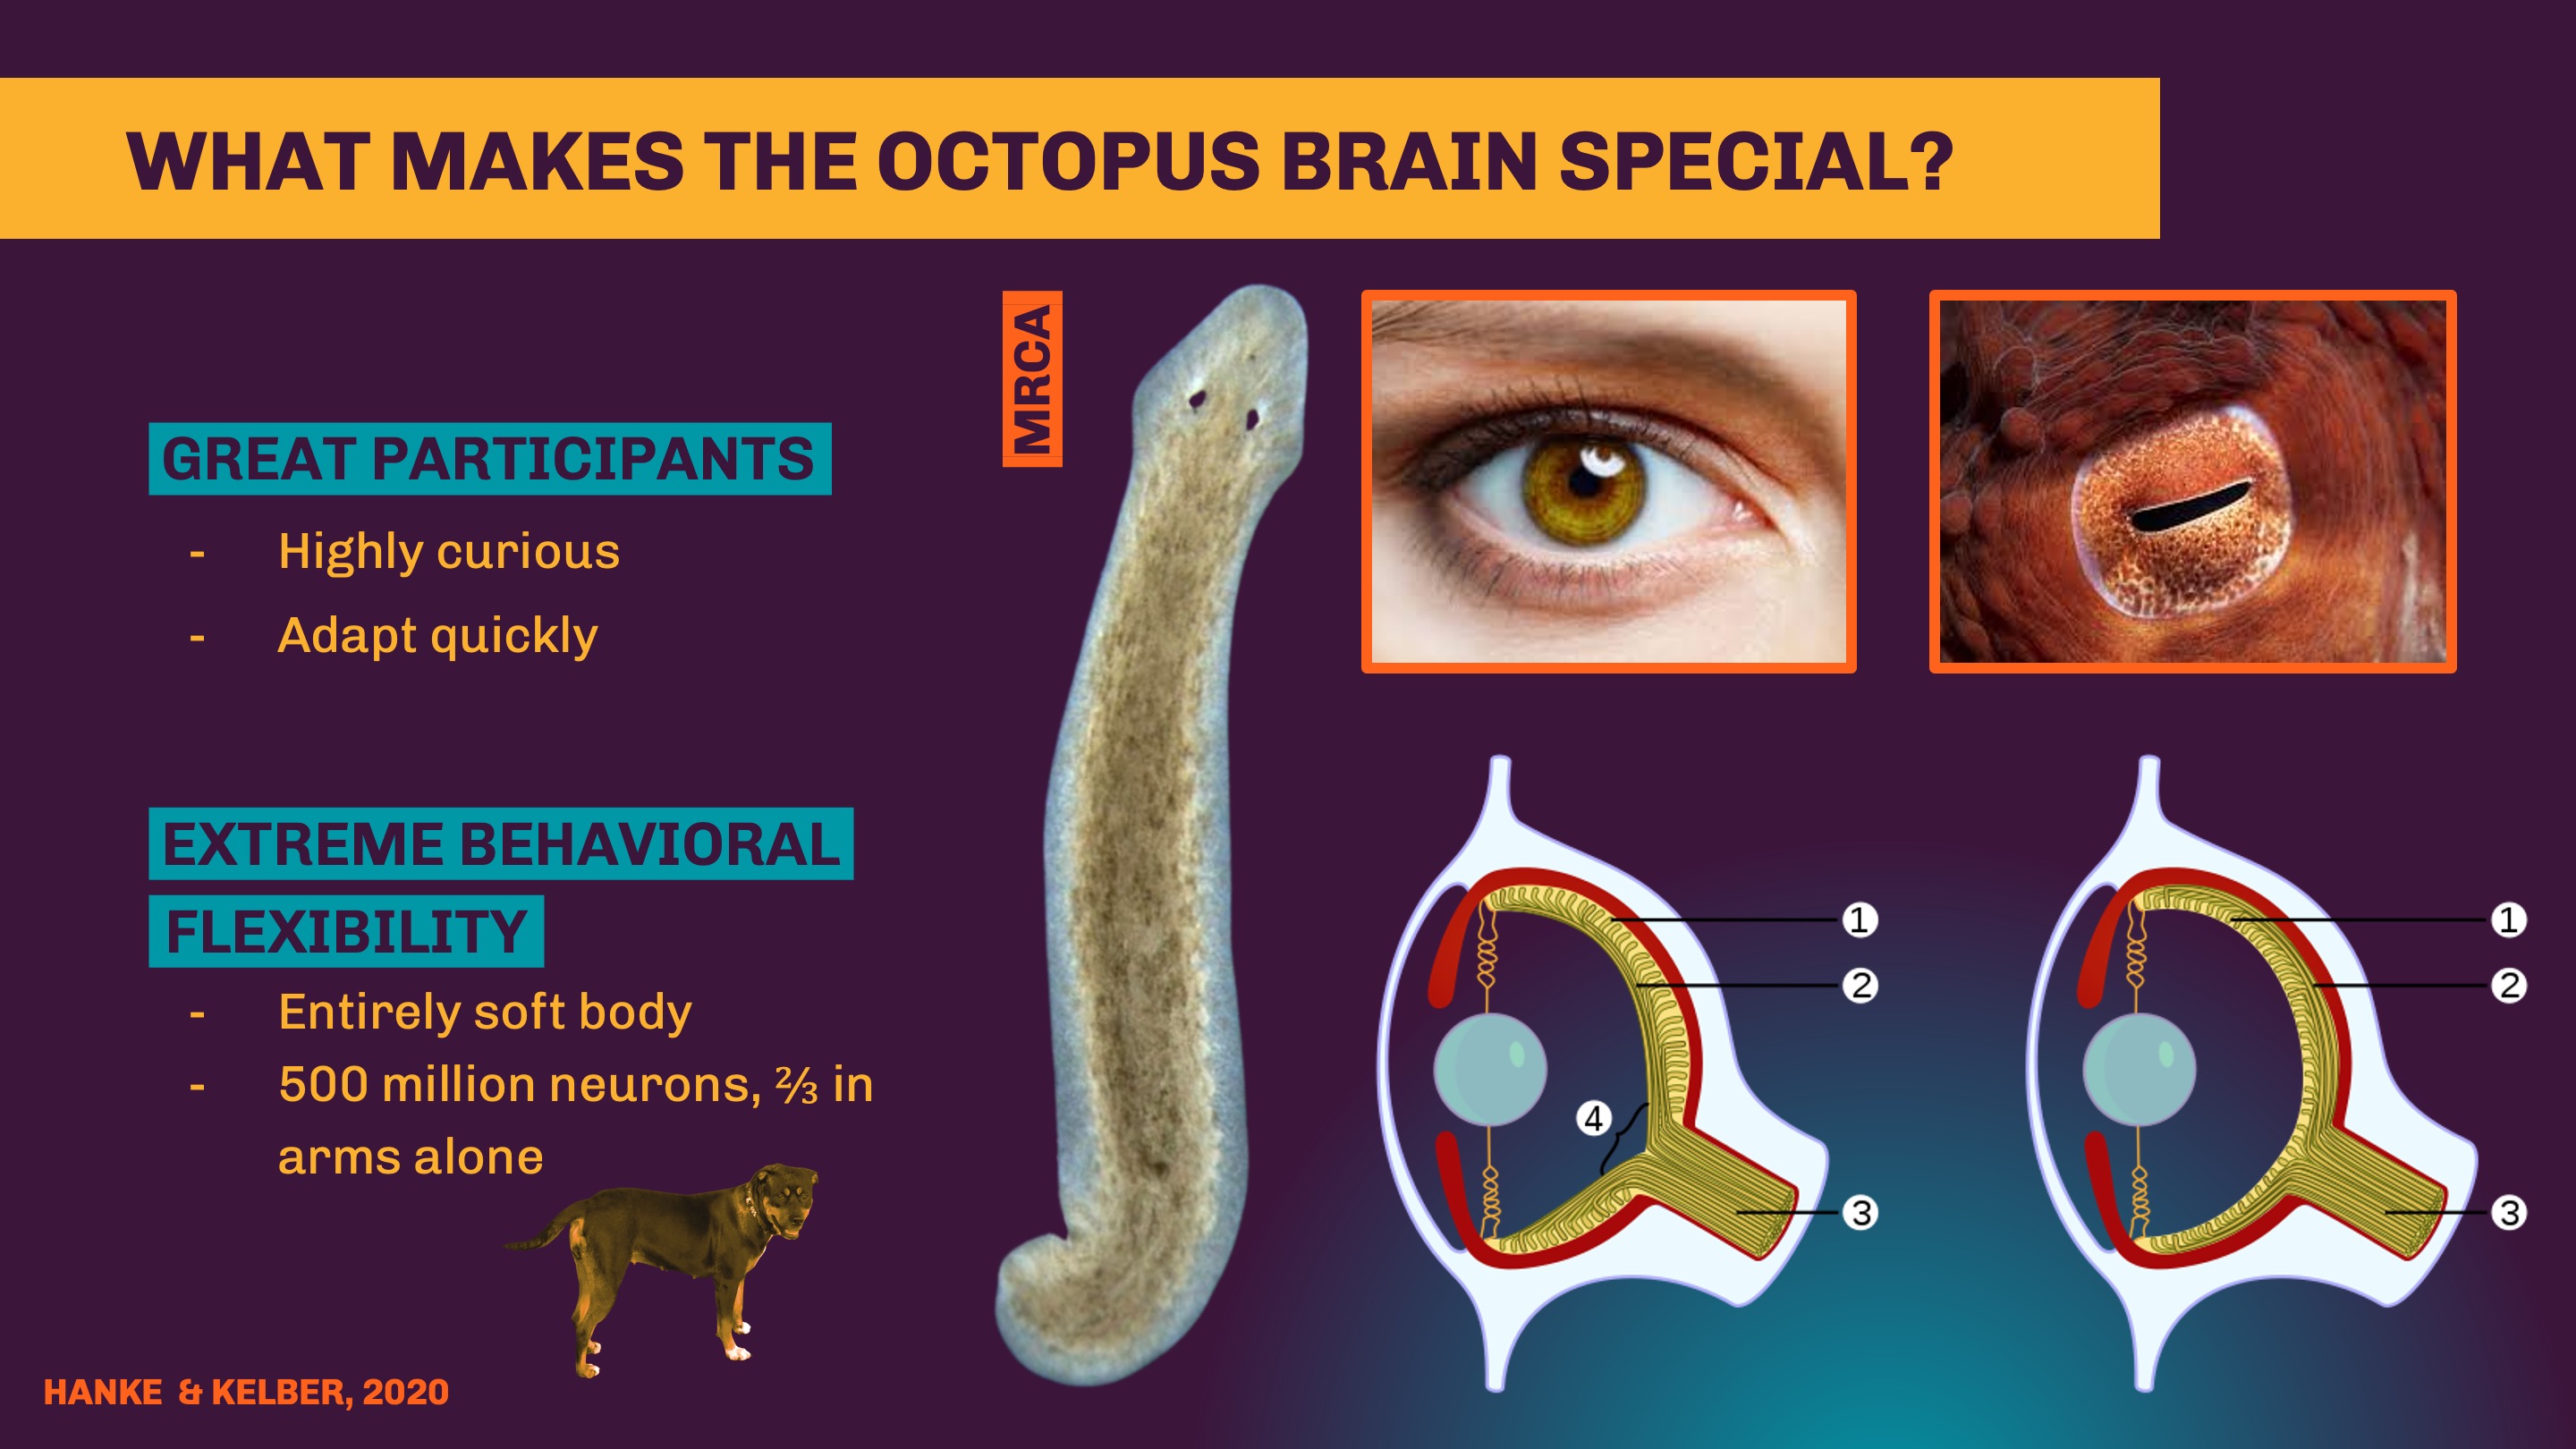 WHAT MAKES THE OCTOPUS BRAIN SPECIAL?
GREAT PARTICIPANTS
- Highly curious
- Adapt quickly
EXTREME BEHAVIORAL
FLEXIBILITY
- Entirely soft body
- 500 million neurons, ⅔ in
arms alone
HANKE & KELBER, 2020
MRCA
1
2
4
3
1
2
3